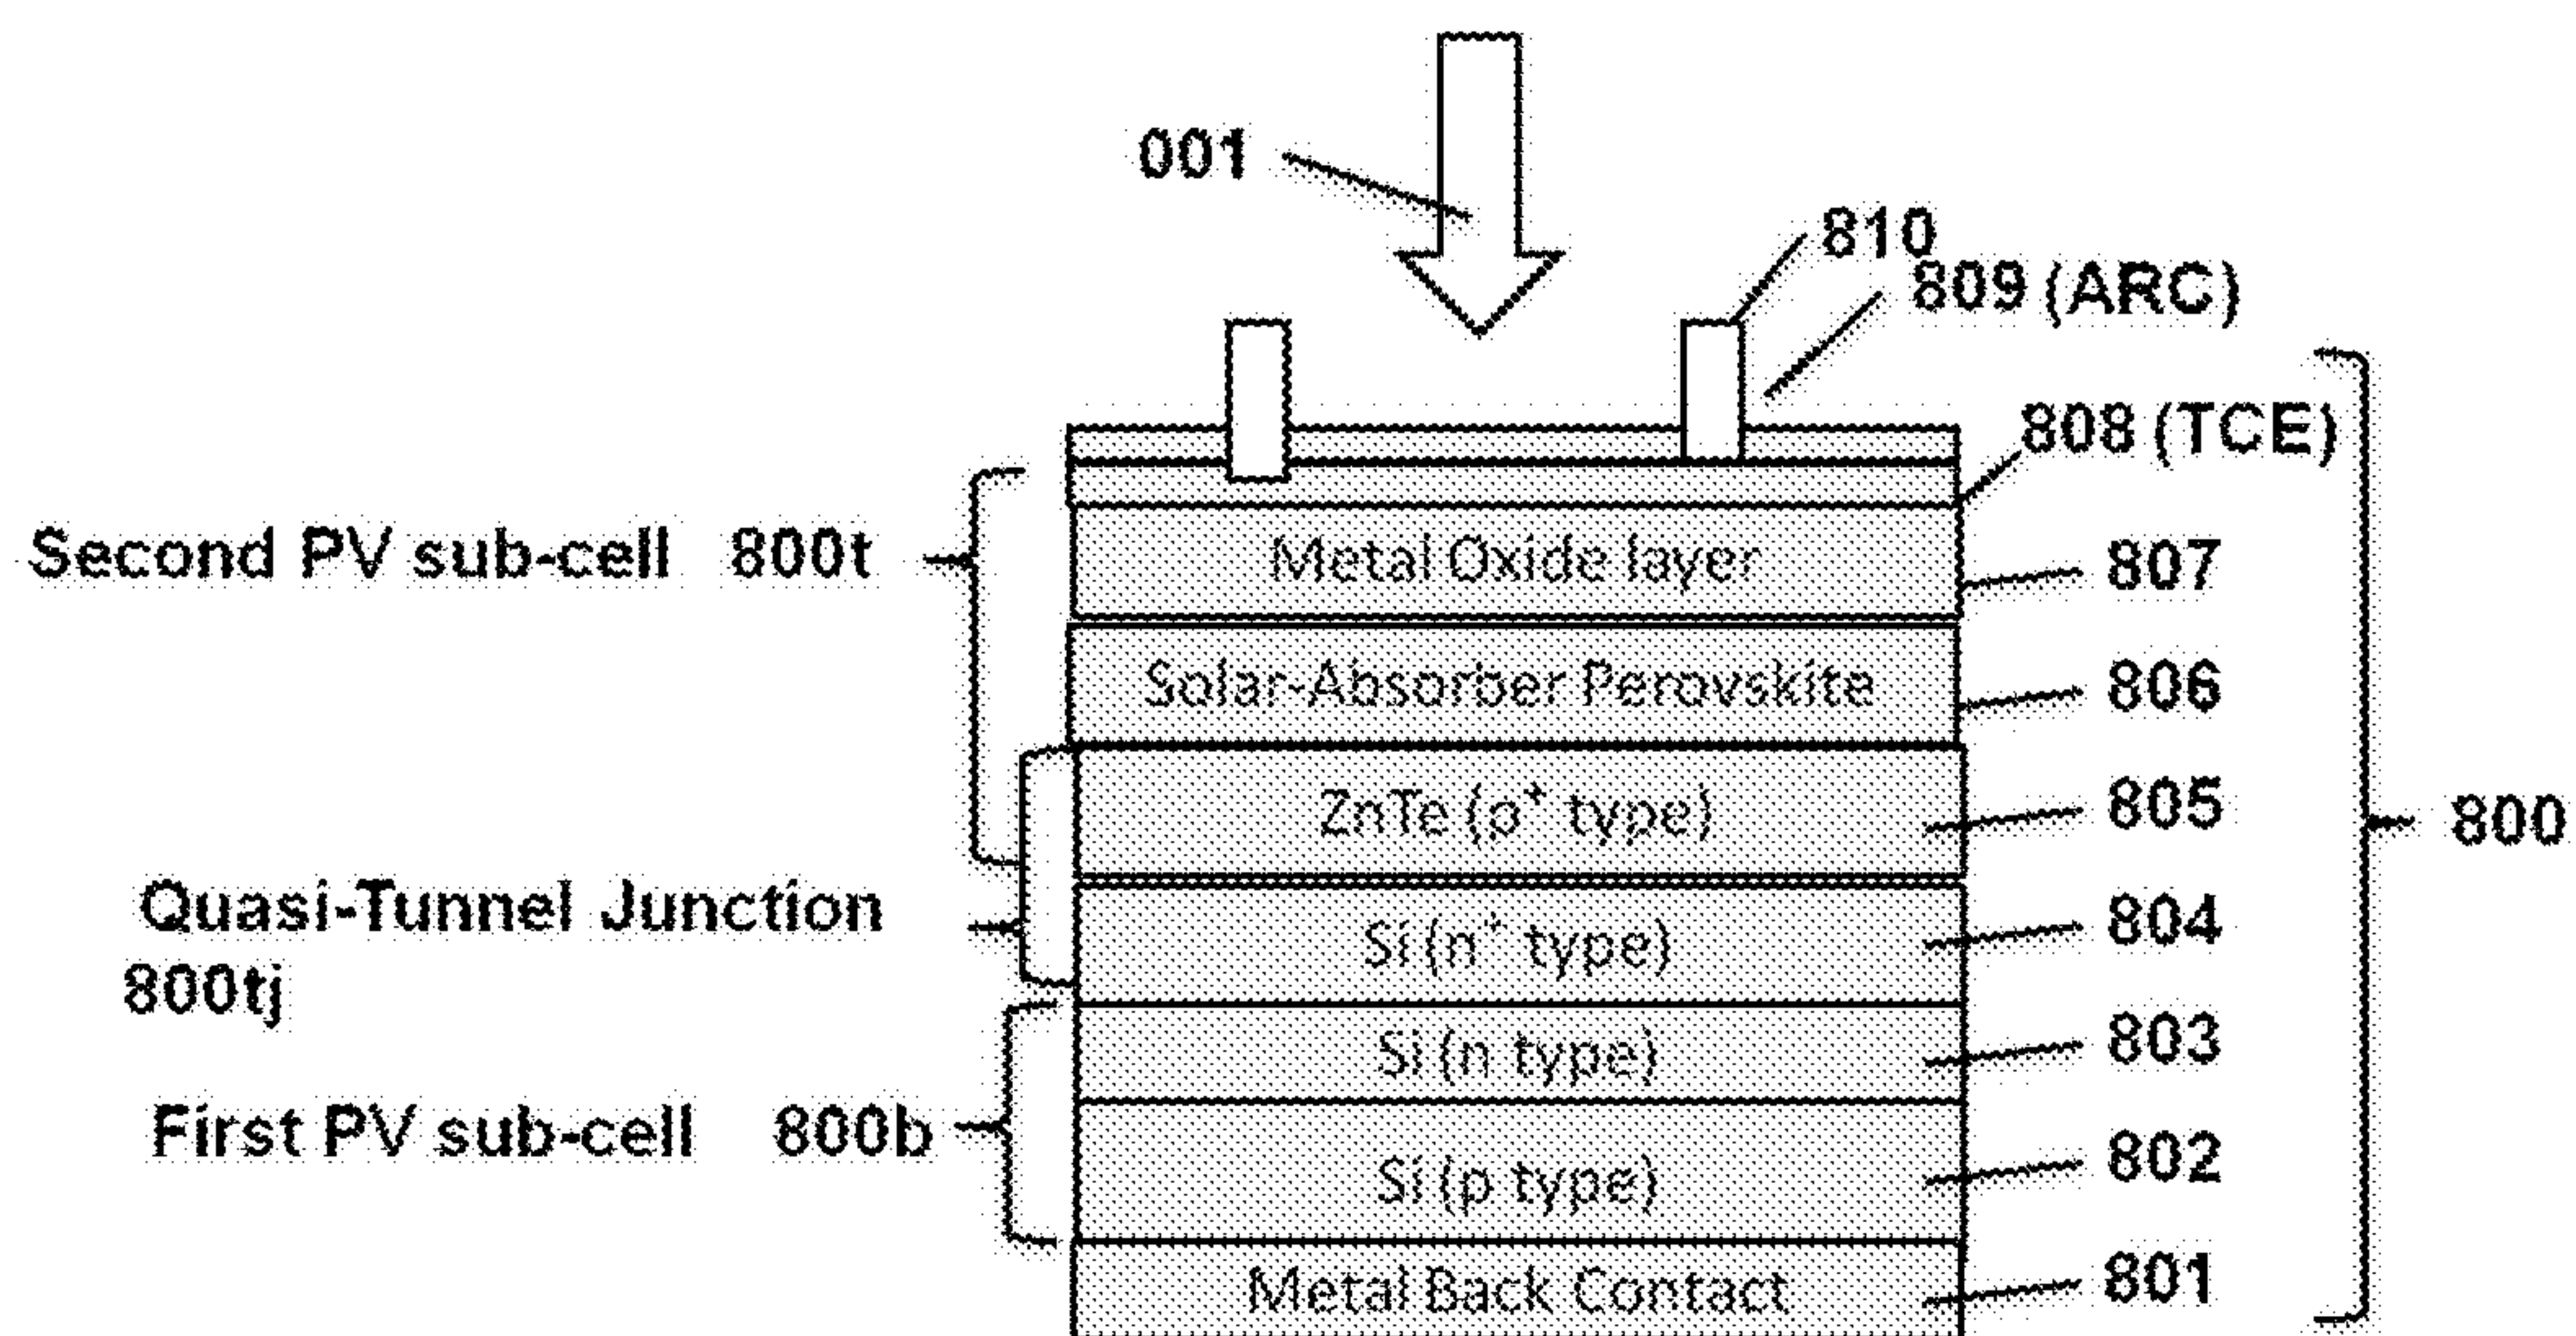 001
810
809 (ARC)
808 (TCE)
Second PV sub-cell 800t
Metal Oxide layer
807
Solar-Absorber Perovskite
806
ZnTe (p⁺ type)
805
800
Quasi-Tunnel Junction
800tj
Si (n⁺ type)
804
Si (n type)
803
First PV sub-cell 800b
Si (p type)
802
Metal Back Contact
801